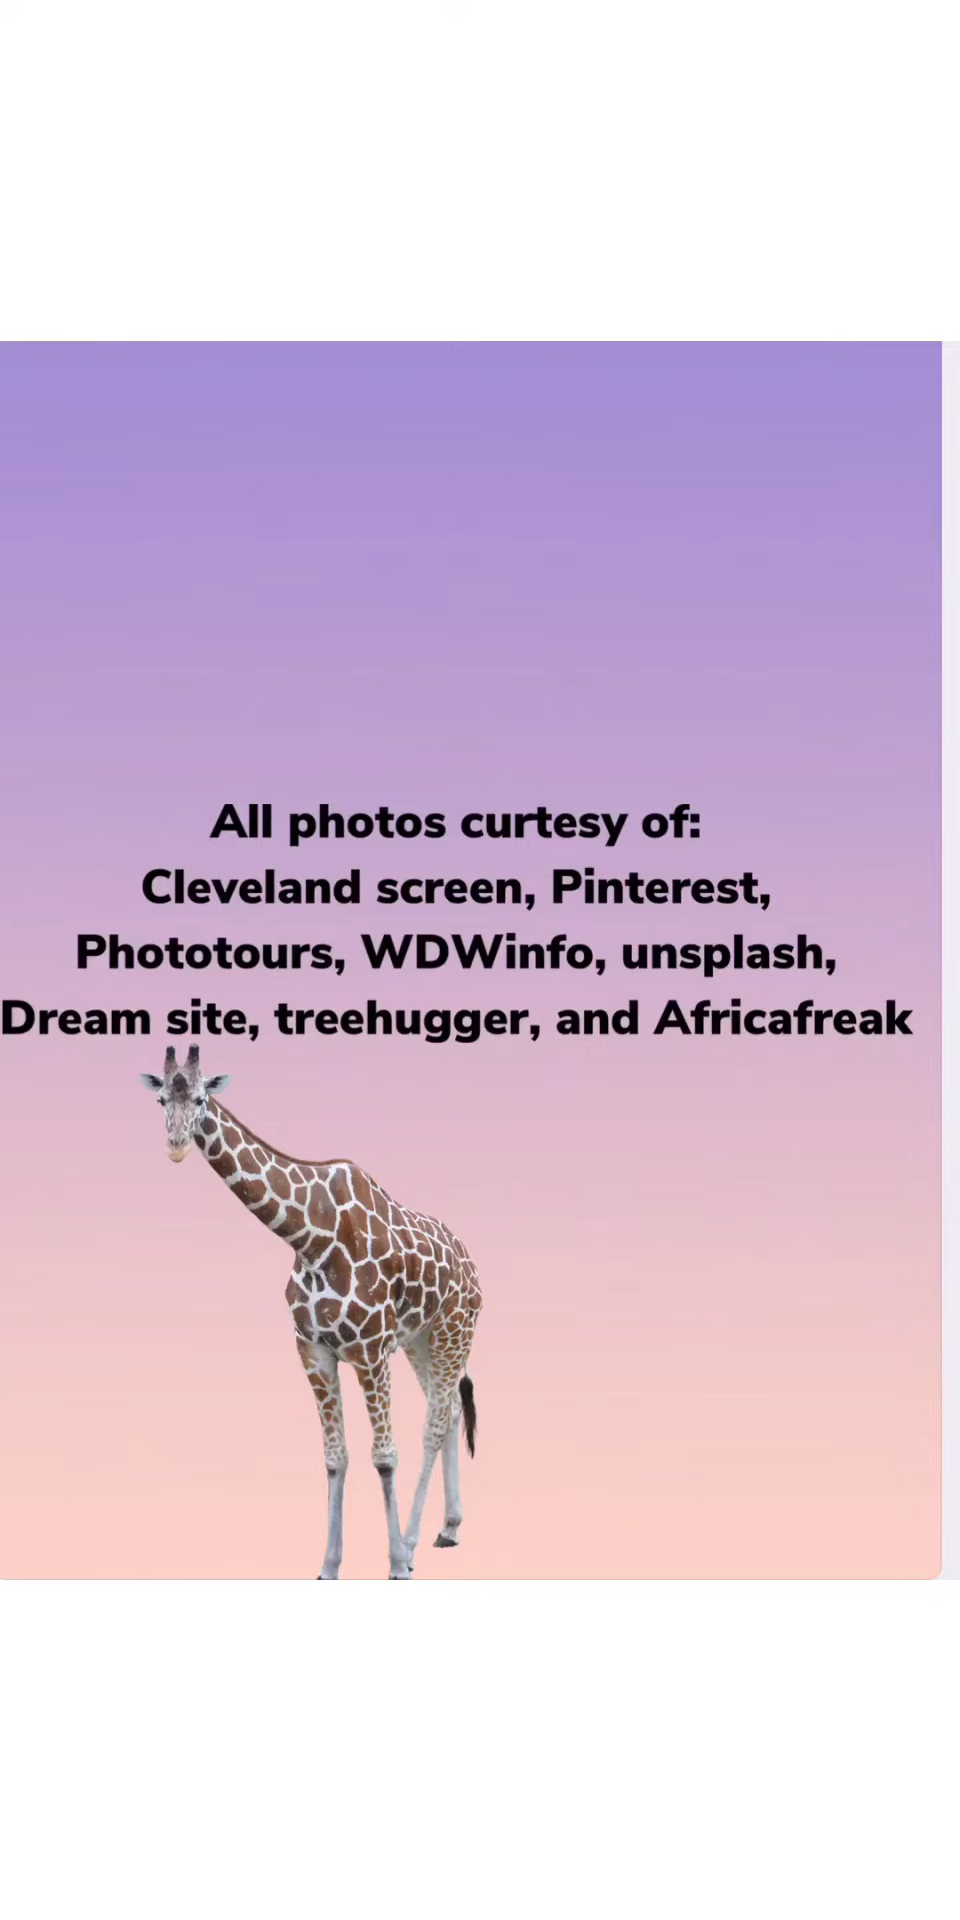 All photos curtesy of:
Cleveland screen, Pinterest,
Phototours, WDWinfo, unsplash,
Dream site, treehugger, and Africafreak